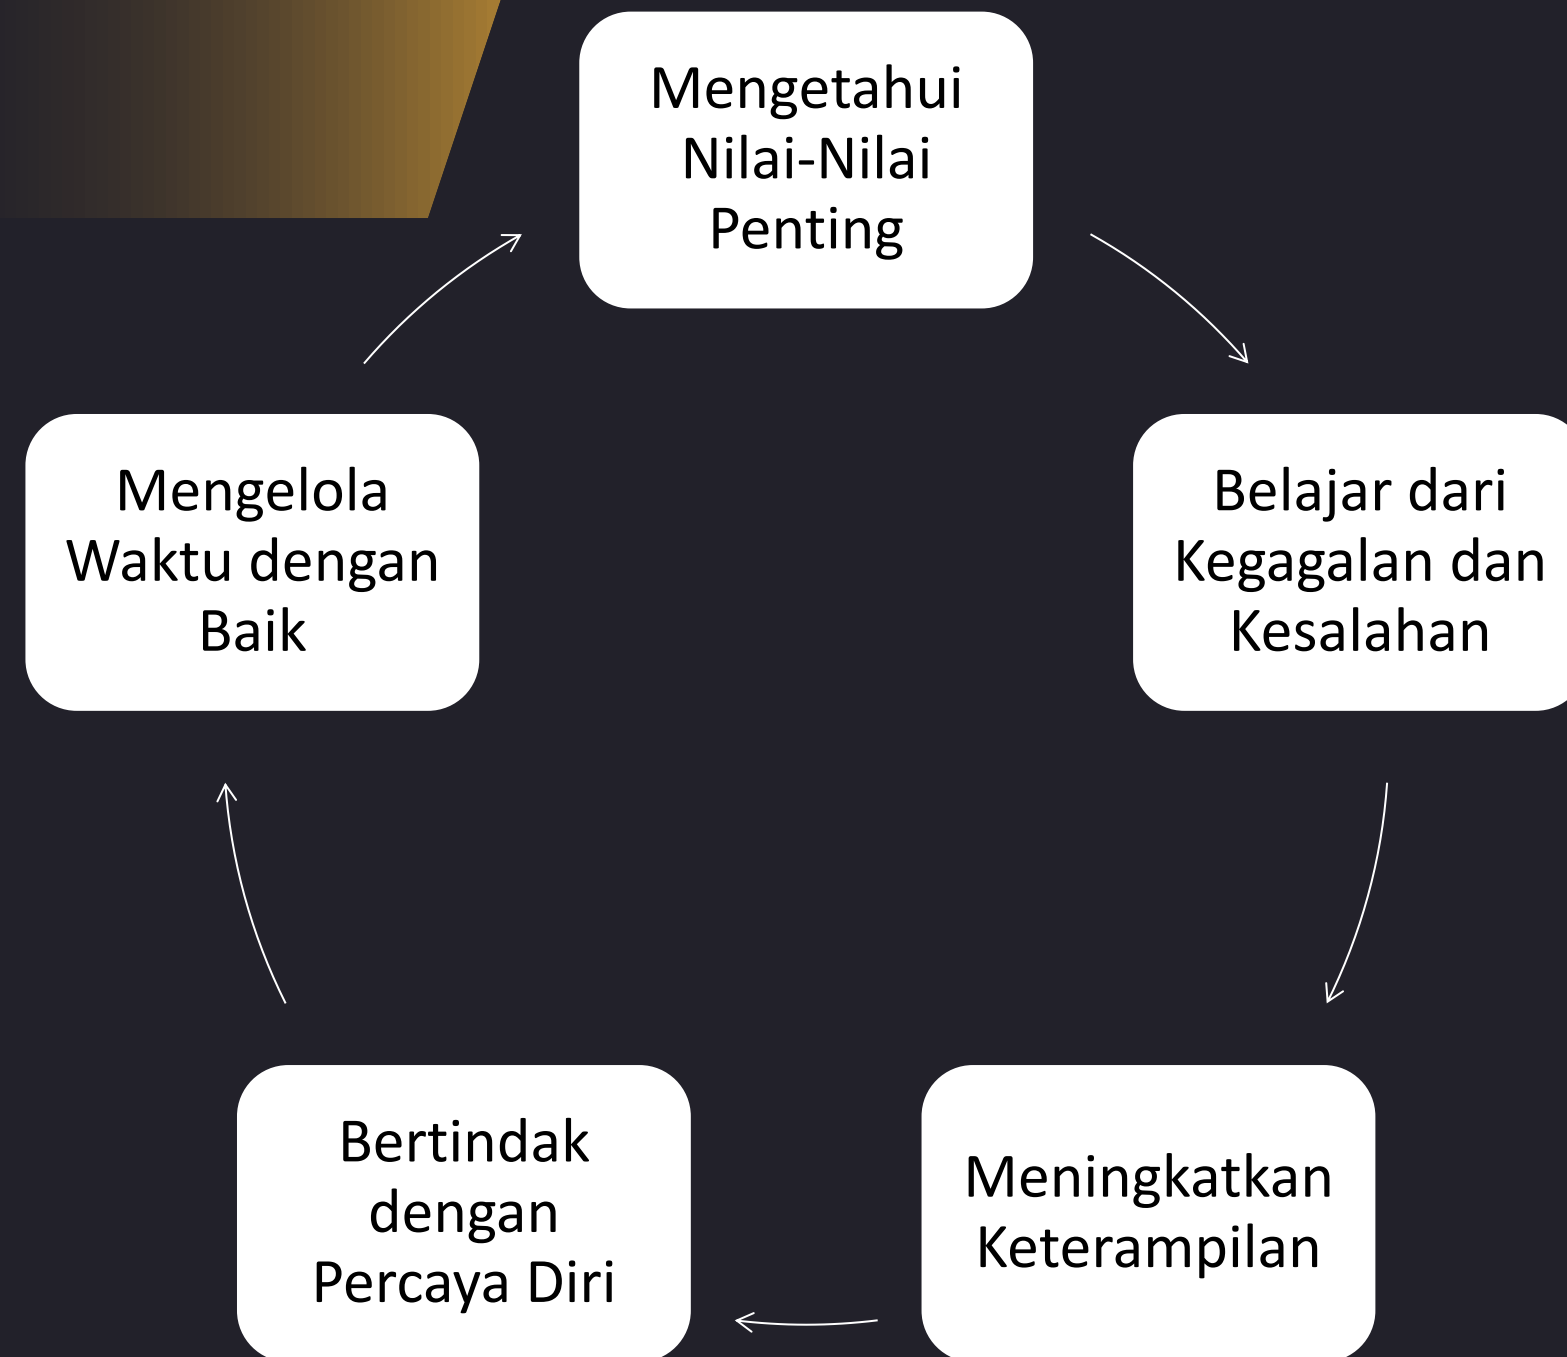 Mengetahui
Nilai-Nilai
Penting
Belajar dari
Kegagalan dan
Kesalahan
Meningkatkan
Keterampilan
Bertindak
dengan
Percaya Diri
Mengelola
Waktu dengan
Baik